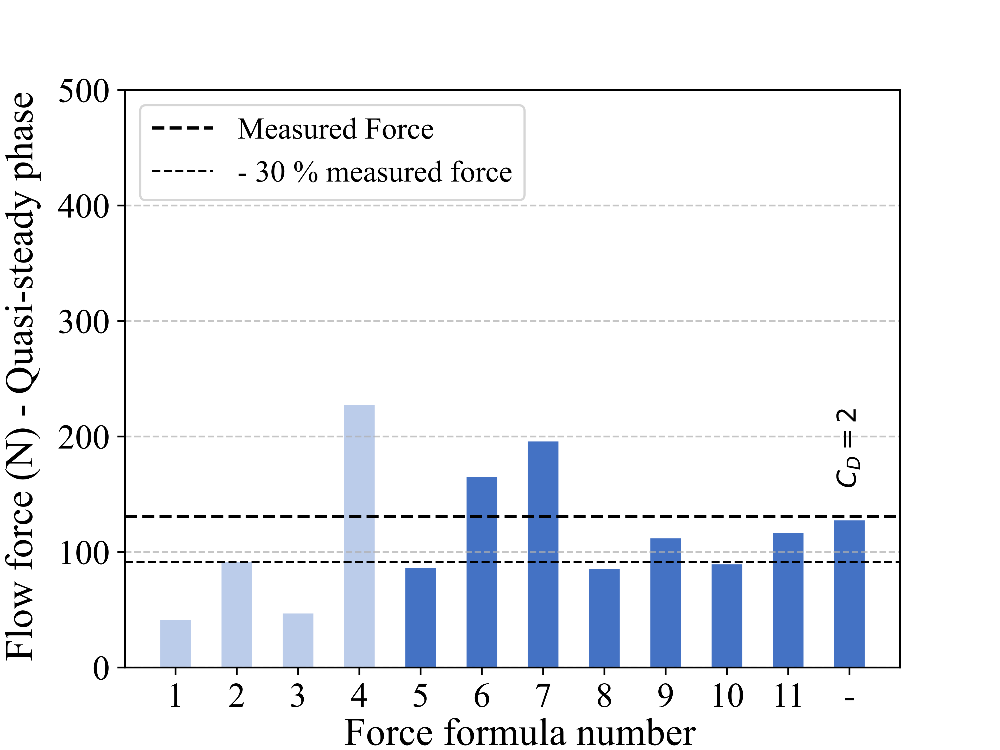 Flow force (N) - Quasi-steady phase
500
400
300
200
100
0
Measured Force
- 30 % measured force
C_D = 2
1 2 3 4 5 6 7 8 9 10 11 -
Force formula number